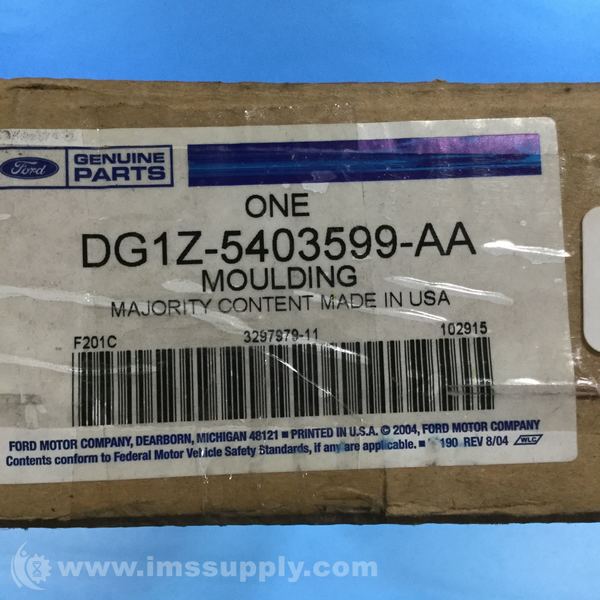 Ford
GENUINE
PARTS
ONE
DG1Z-5403599-AA
MOULDING
MAJORITY CONTENT MADE IN USA
F201C 3297979-11 102915
FORD MOTOR COMPANY, DEARBORN, MICHIGAN 48121 ■ PRINTED IN U.S.A. © 2004, FORD MOTOR COMPANY
Contents conform to Federal Motor Vehicle Safety Standards, if any are applicable. ■ 190 REV 8/04 WLC
www.imssupply.com